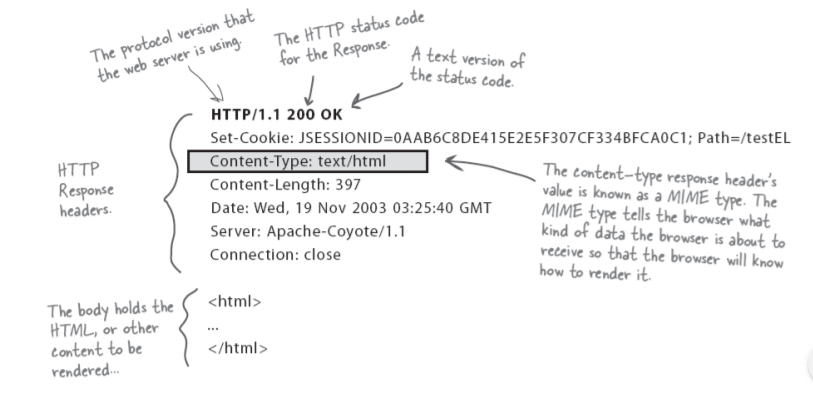 The protocol version that
the web server is using.
The HTTP status code
for the Response.
A text version of
the status code.
HTTP/1.1 200 OK
Set-Cookie: JSESSIONID=0AAB6C8DE415E2E5F307CF334BFCA0C1; Path=/testEL
Content-Type: text/html
Content-Length: 397
Date: Wed, 19 Nov 2003 03:25:40 GMT
Server: Apache-Coyote/1.1
Connection: close
HTTP
Response
headers.
The content-type response header's
value is known as a MIME type. The
MIME type tells the browser what
kind of data the browser is about to
receive so that the browser will know
how to render it.
The body holds the
HTML, or other
content to be
rendered...
<html>
...
</html>